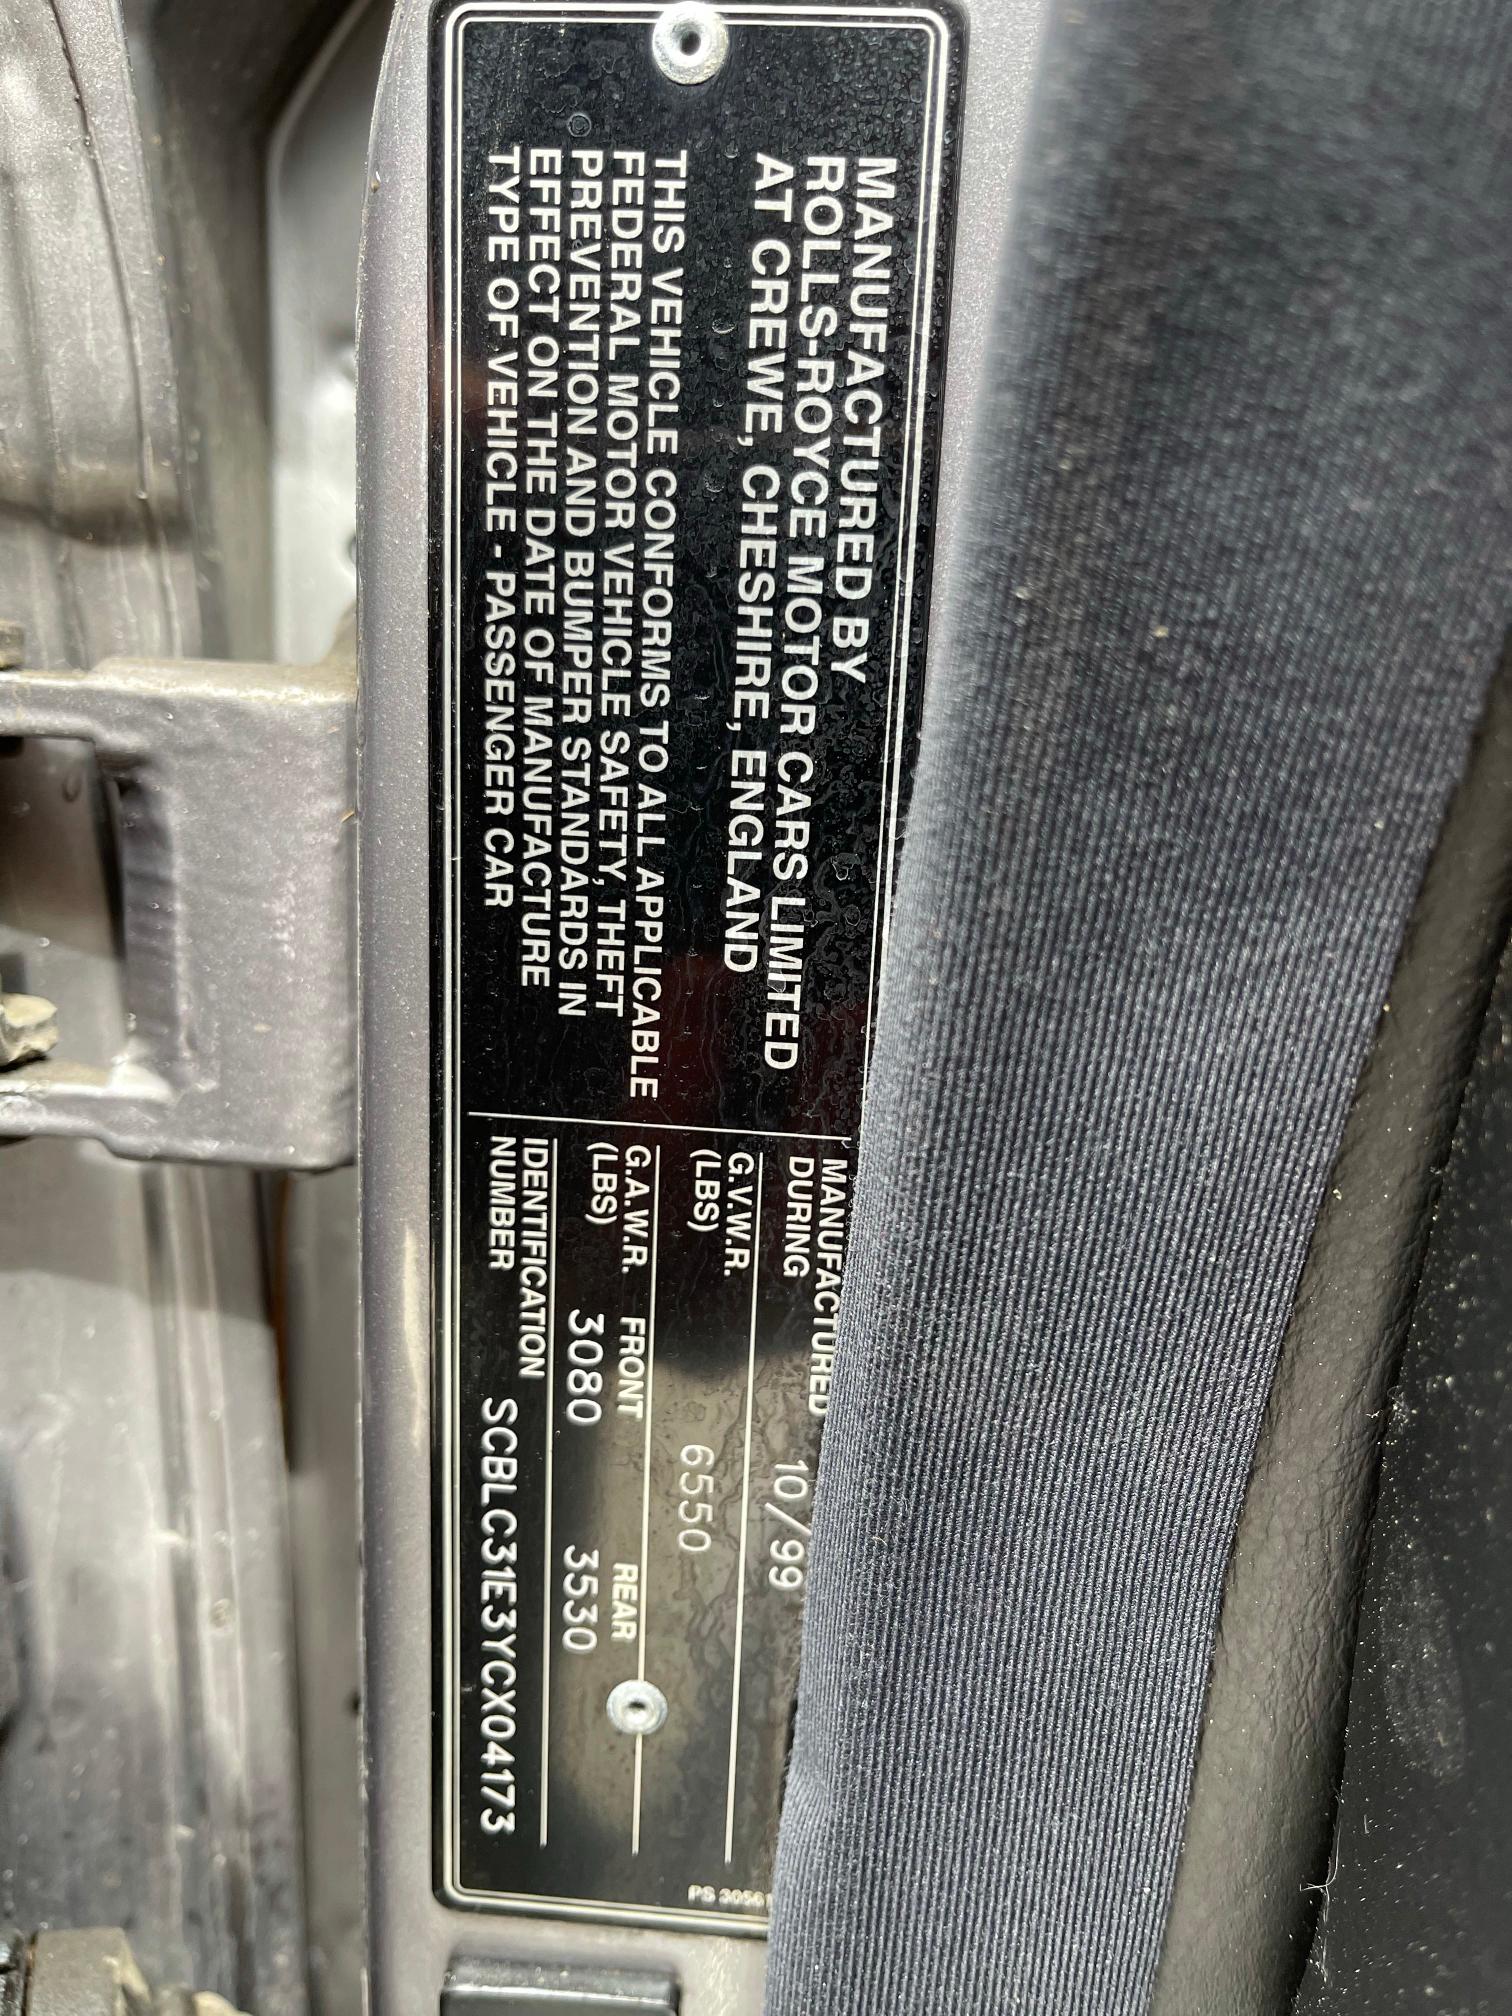 MANUFACTURED BY
ROLLS-ROYCE MOTOR CARS LIMITED
AT CREWE, CHESHIRE, ENGLAND
THIS VEHICLE CONFORMS TO ALL APPLICABLE
FEDERAL MOTOR VEHICLE SAFETY, THEFT
PREVENTION AND BUMPER STANDARDS IN
EFFECT ON THE DATE OF MANUFACTURE
TYPE OF VEHICLE - PASSENGER CAR
MANUFACTURED
DURING 10/99
G.V.W.R.
(LBS) 6550
G.A.W.R. FRONT REAR
(LBS) 3080 3530
IDENTIFICATION
NUMBER SCBLC31E3YCX04173
PS